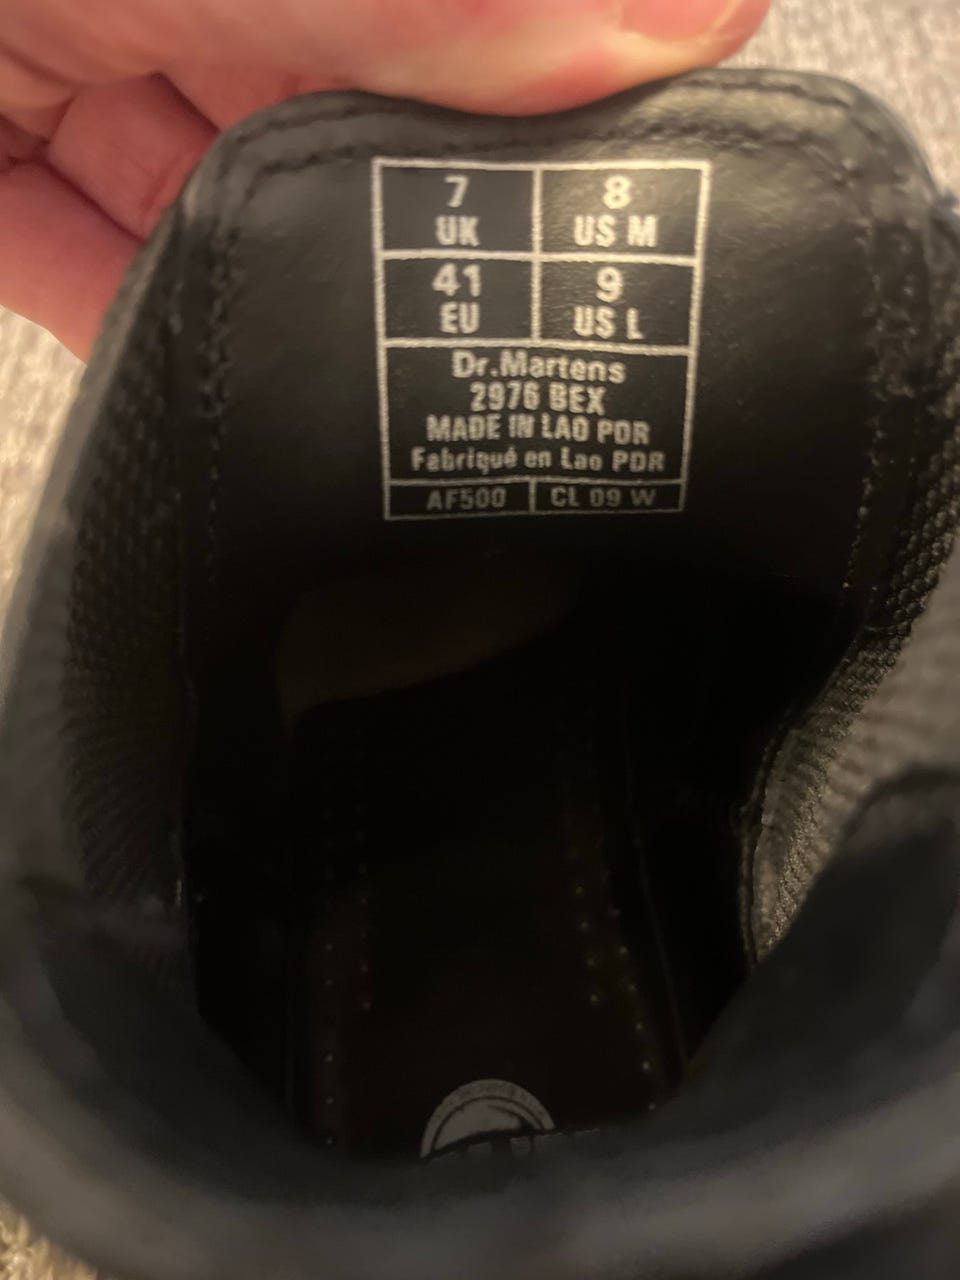 7 8
UK US M
41 9
EU US L
Dr.Martens
2976 BEX
MADE IN LAO PDR
Fabriqué en Lao PDR
AF500 CL 09 W